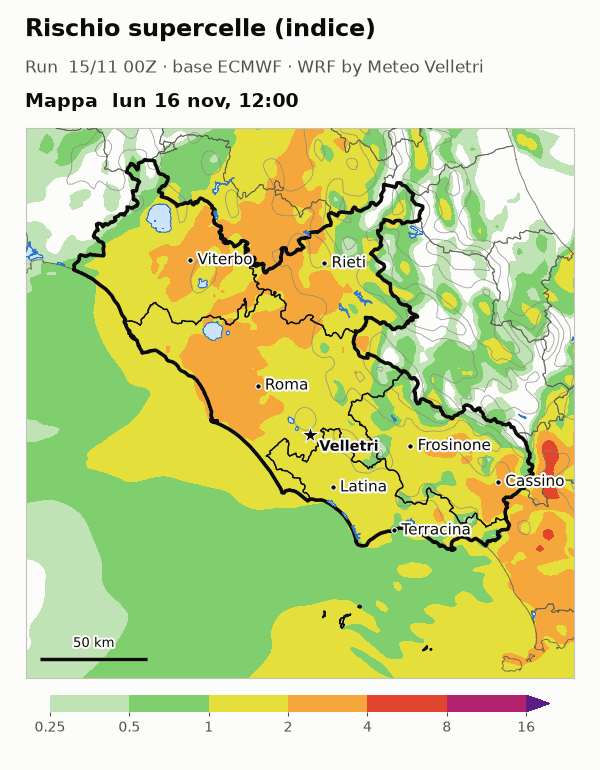 Rischio supercelle (indice)
Run  15/11 00Z · base ECMWF · WRF by Meteo Velletri
Mappa  lun 16 nov, 12:00
Viterbo
Rieti
Roma
Velletri
Frosinone
Latina
Cassino
Terracina
50 km
0.25 0.5 1 2 4 8 16